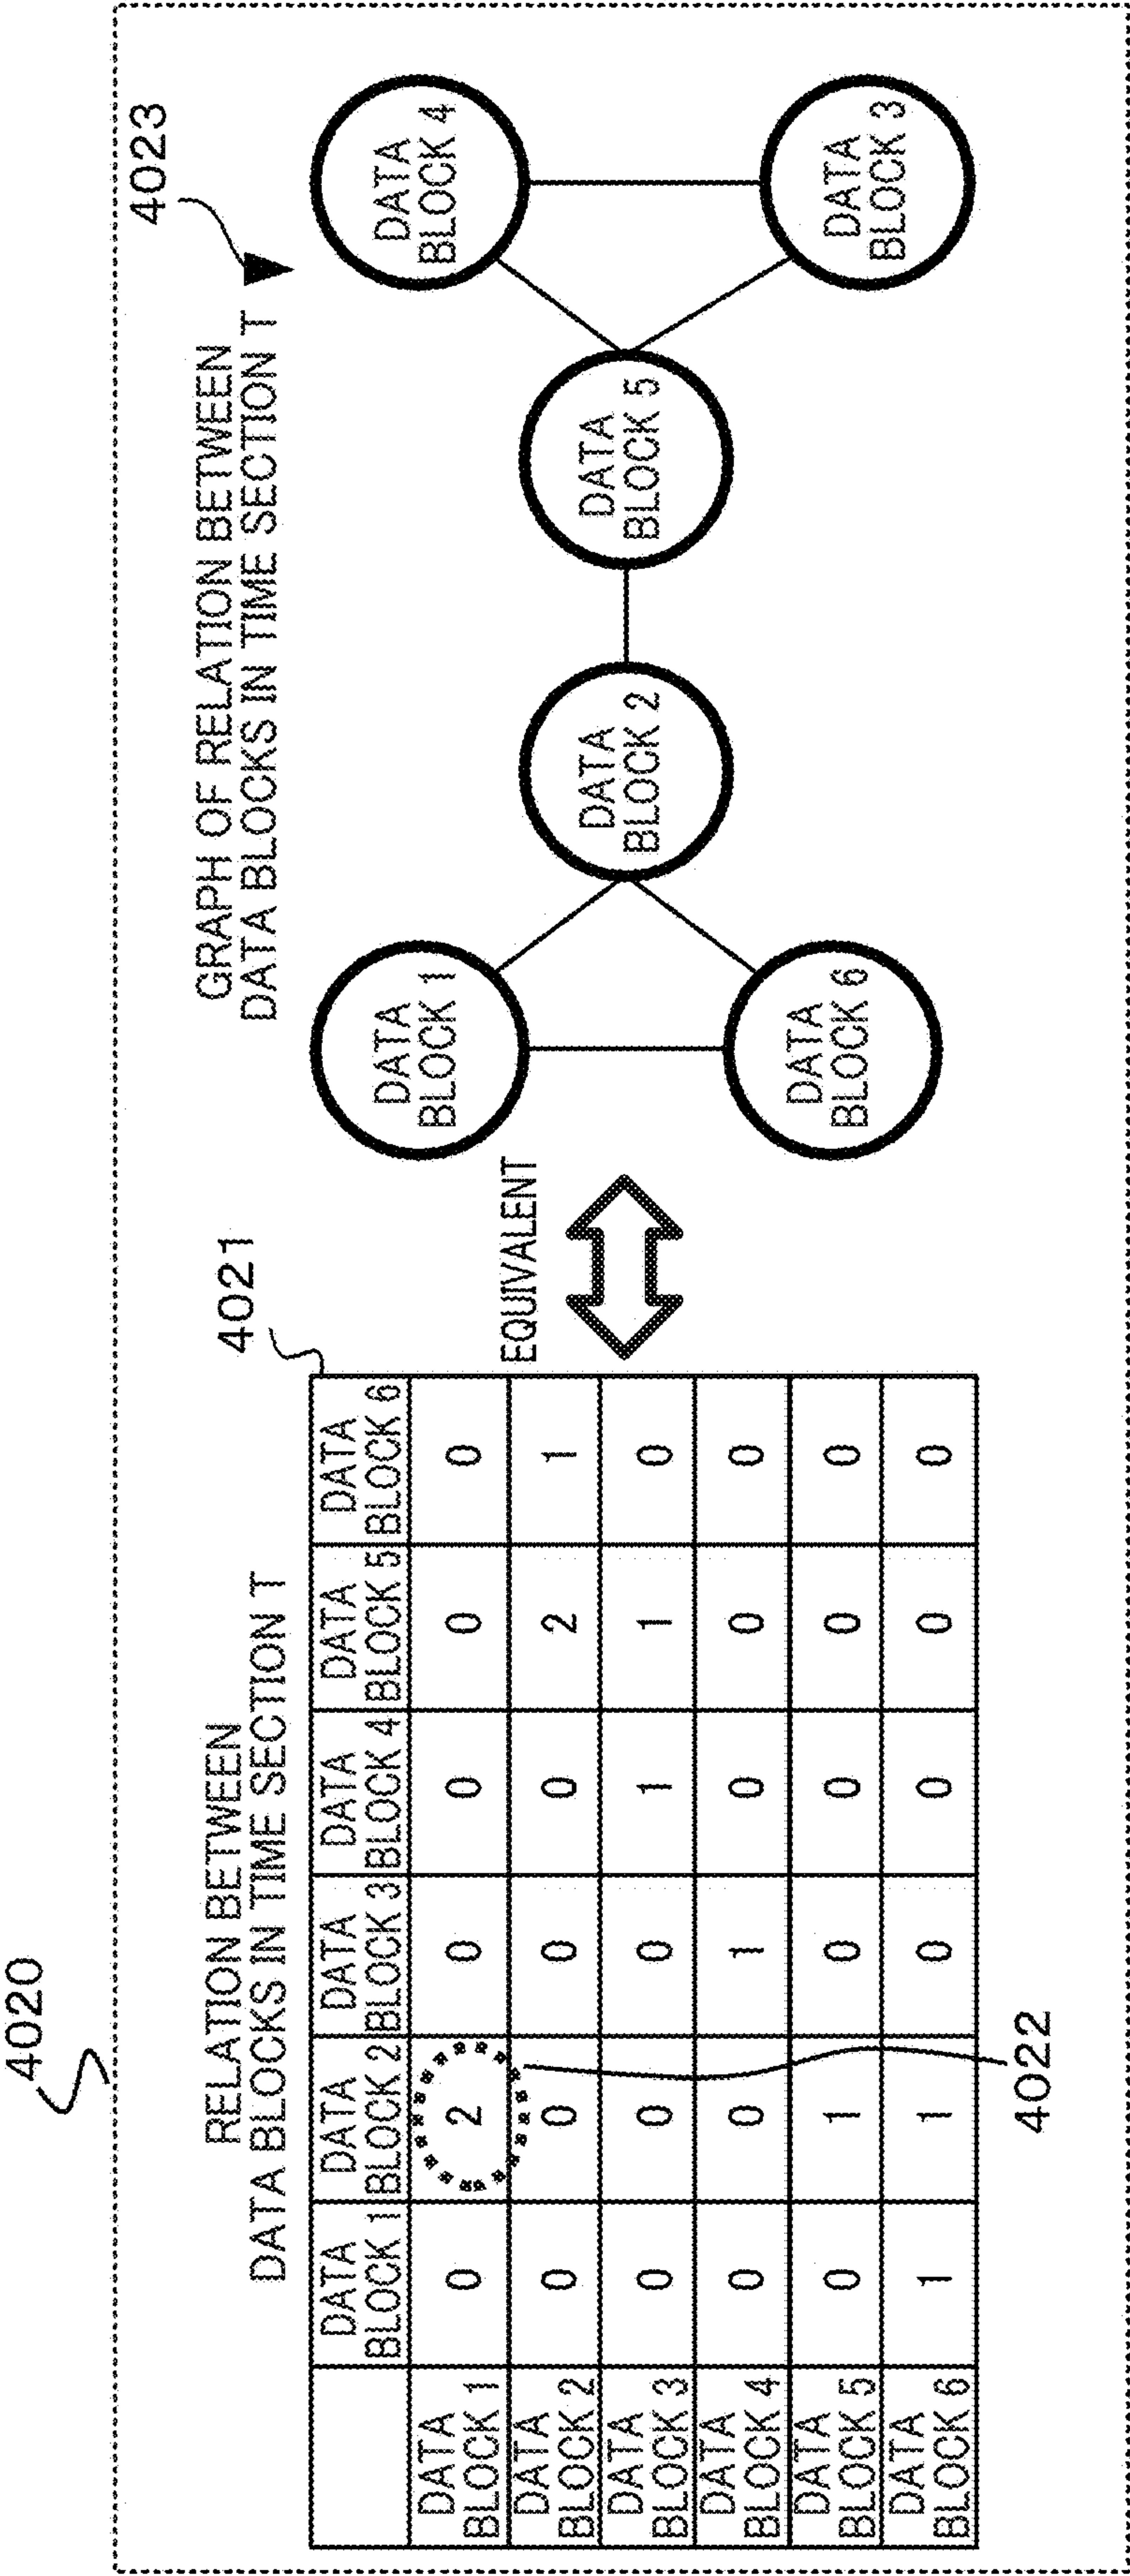 4020
RELATION BETWEEN
DATA BLOCKS IN TIME SECTION T
4021
DATA BLOCK 1 DATA BLOCK 2 DATA BLOCK 3 DATA BLOCK 4 DATA BLOCK 5 DATA BLOCK 6
DATA BLOCK 1 0 2 0 0 0 0
DATA BLOCK 2 0 0 0 0 2 1
DATA BLOCK 3 0 0 0 1 1 0
DATA BLOCK 4 0 0 1 0 0 0
DATA BLOCK 5 0 1 0 0 0 0
DATA BLOCK 6 1 1 0 0 0 0
4022
EQUIVALENT
GRAPH OF RELATION BETWEEN
DATA BLOCKS IN TIME SECTION T
4023
DATA
BLOCK 1
DATA
BLOCK 6
DATA
BLOCK 2
DATA
BLOCK 5
DATA
BLOCK 4
DATA
BLOCK 3